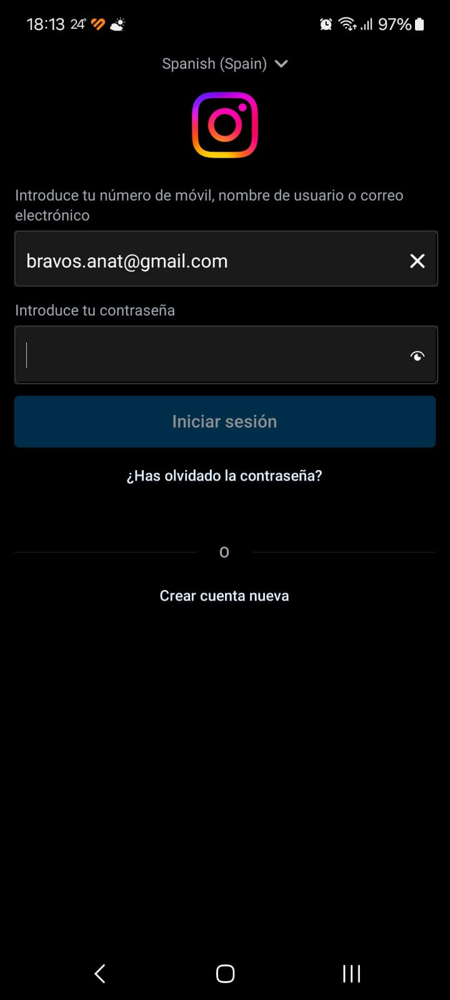 18:13 24° 97%
Spanish (Spain)
Introduce tu número de móvil, nombre de usuario o correo
electrónico
bravos.anat@gmail.com
Introduce tu contraseña
Iniciar sesión
¿Has olvidado la contraseña?
O
Crear cuenta nueva